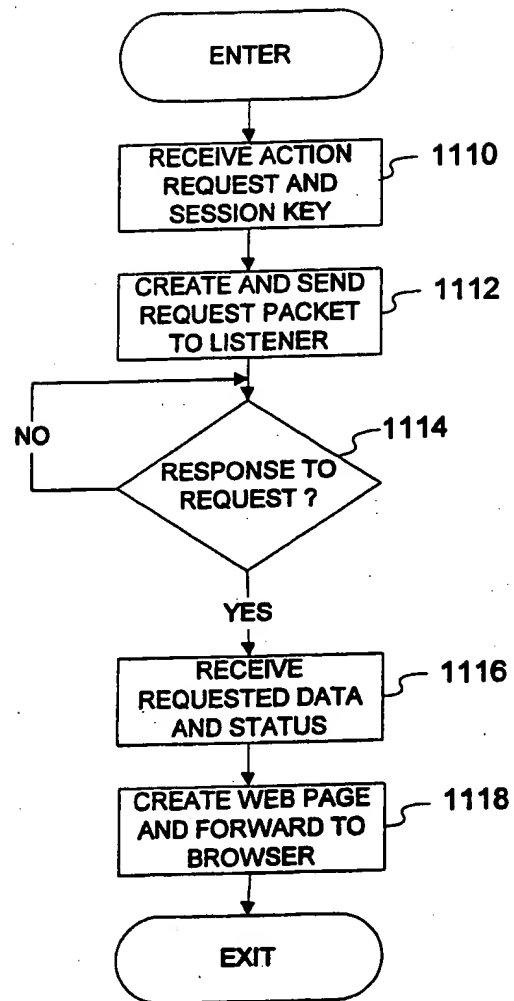 ENTER
RECEIVE ACTION
REQUEST AND
SESSION KEY
1110
CREATE AND SEND
REQUEST PACKET
TO LISTENER
1112
NO
1114
RESPONSE TO
REQUEST ?
YES
RECEIVE
REQUESTED DATA
AND STATUS
1116
CREATE WEB PAGE
AND FORWARD TO
BROWSER
1118
EXIT